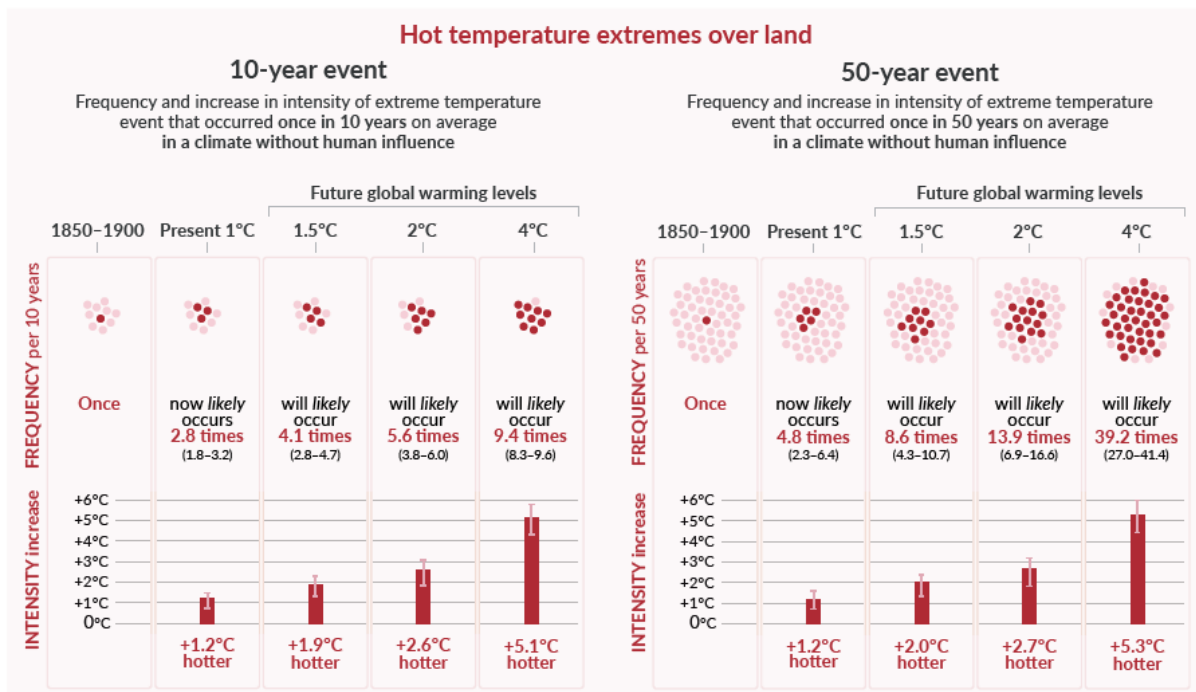 Hot temperature extremes over land
10-year event
Frequency and increase in intensity of extreme temperature
event that occurred once in 10 years on average
in a climate without human influence
Future global warming levels
1850–1900 Present 1°C 1.5°C 2°C 4°C
FREQUENCY per 10 years
Once
now likely
occurs
2.8 times
(1.8–3.2)
will likely
occur
4.1 times
(2.8–4.7)
will likely
occur
5.6 times
(3.8–6.0)
will likely
occur
9.4 times
(8.3–9.6)
INTENSITY increase
+6°C
+5°C
+4°C
+3°C
+2°C
+1°C
0°C
+1.2°C
hotter
+1.9°C
hotter
+2.6°C
hotter
+5.1°C
hotter
50-year event
Frequency and increase in intensity of extreme temperature
event that occurred once in 50 years on average
in a climate without human influence
Future global warming levels
1850–1900 Present 1°C 1.5°C 2°C 4°C
FREQUENCY per 50 years
Once
now likely
occurs
4.8 times
(2.3–6.4)
will likely
occur
8.6 times
(4.3–10.7)
will likely
occur
13.9 times
(6.9–16.6)
will likely
occur
39.2 times
(27.0–41.4)
INTENSITY increase
+6°C
+5°C
+4°C
+3°C
+2°C
+1°C
0°C
+1.2°C
hotter
+2.0°C
hotter
+2.7°C
hotter
+5.3°C
hotter